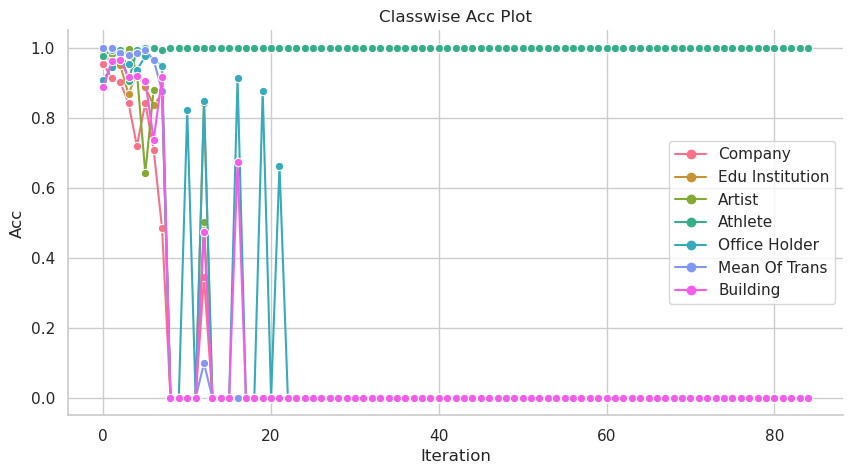 Classwise Acc Plot
1.0
0.8
0.6
0.4
0.2
0.0
Acc
Company
Edu Institution
Artist
Athlete
Office Holder
Mean Of Trans
Building
0 20 40 60 80
Iteration